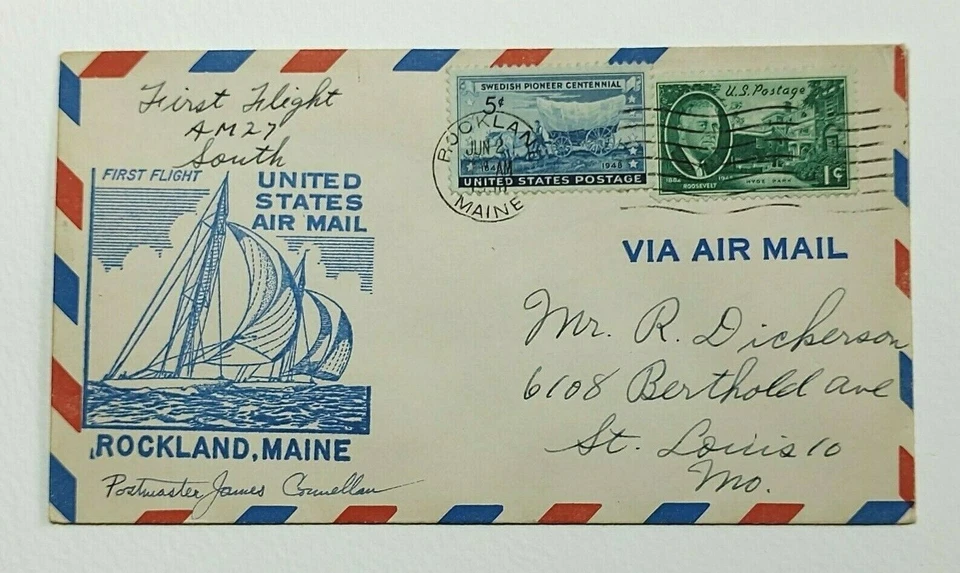 First Flight
AM27
South
FIRST FLIGHT
UNITED
STATES
AIR MAIL
ROCKLAND, MAINE
Postmaster James Connellan
SWEDISH PIONEER CENTENNIAL
5¢
1948
UNITED STATES POSTAGE
ROCKLAND
JUN 2
AM
MAINE
U.S. Postage
1882
ROOSEVELT
HYDE PARK
1¢
VIA AIR MAIL
Mr. R. Dickerson
6108 Berthold ave
St. Louis 10
Mo.